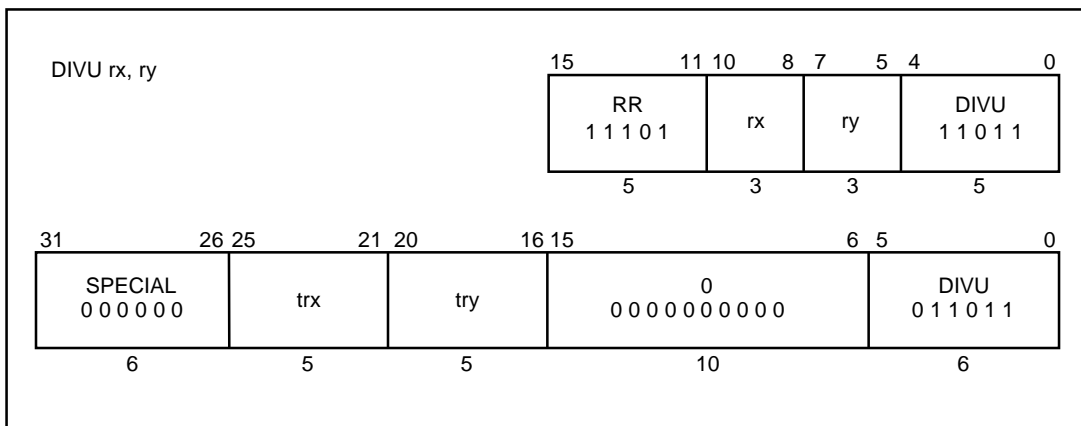 DIVU rx, ry
15 11 10 8 7 5 4 0
RR rx ry DIVU
1 1 1 0 1 1 1 0 1 1
5 3 3 5
31 26 25 21 20 16 15 6 5 0
SPECIAL trx try 0 DIVU
0 0 0 0 0 0 0 0 0 0 0 0 0 0 0 0 0 1 1 0 1 1
6 5 5 10 6